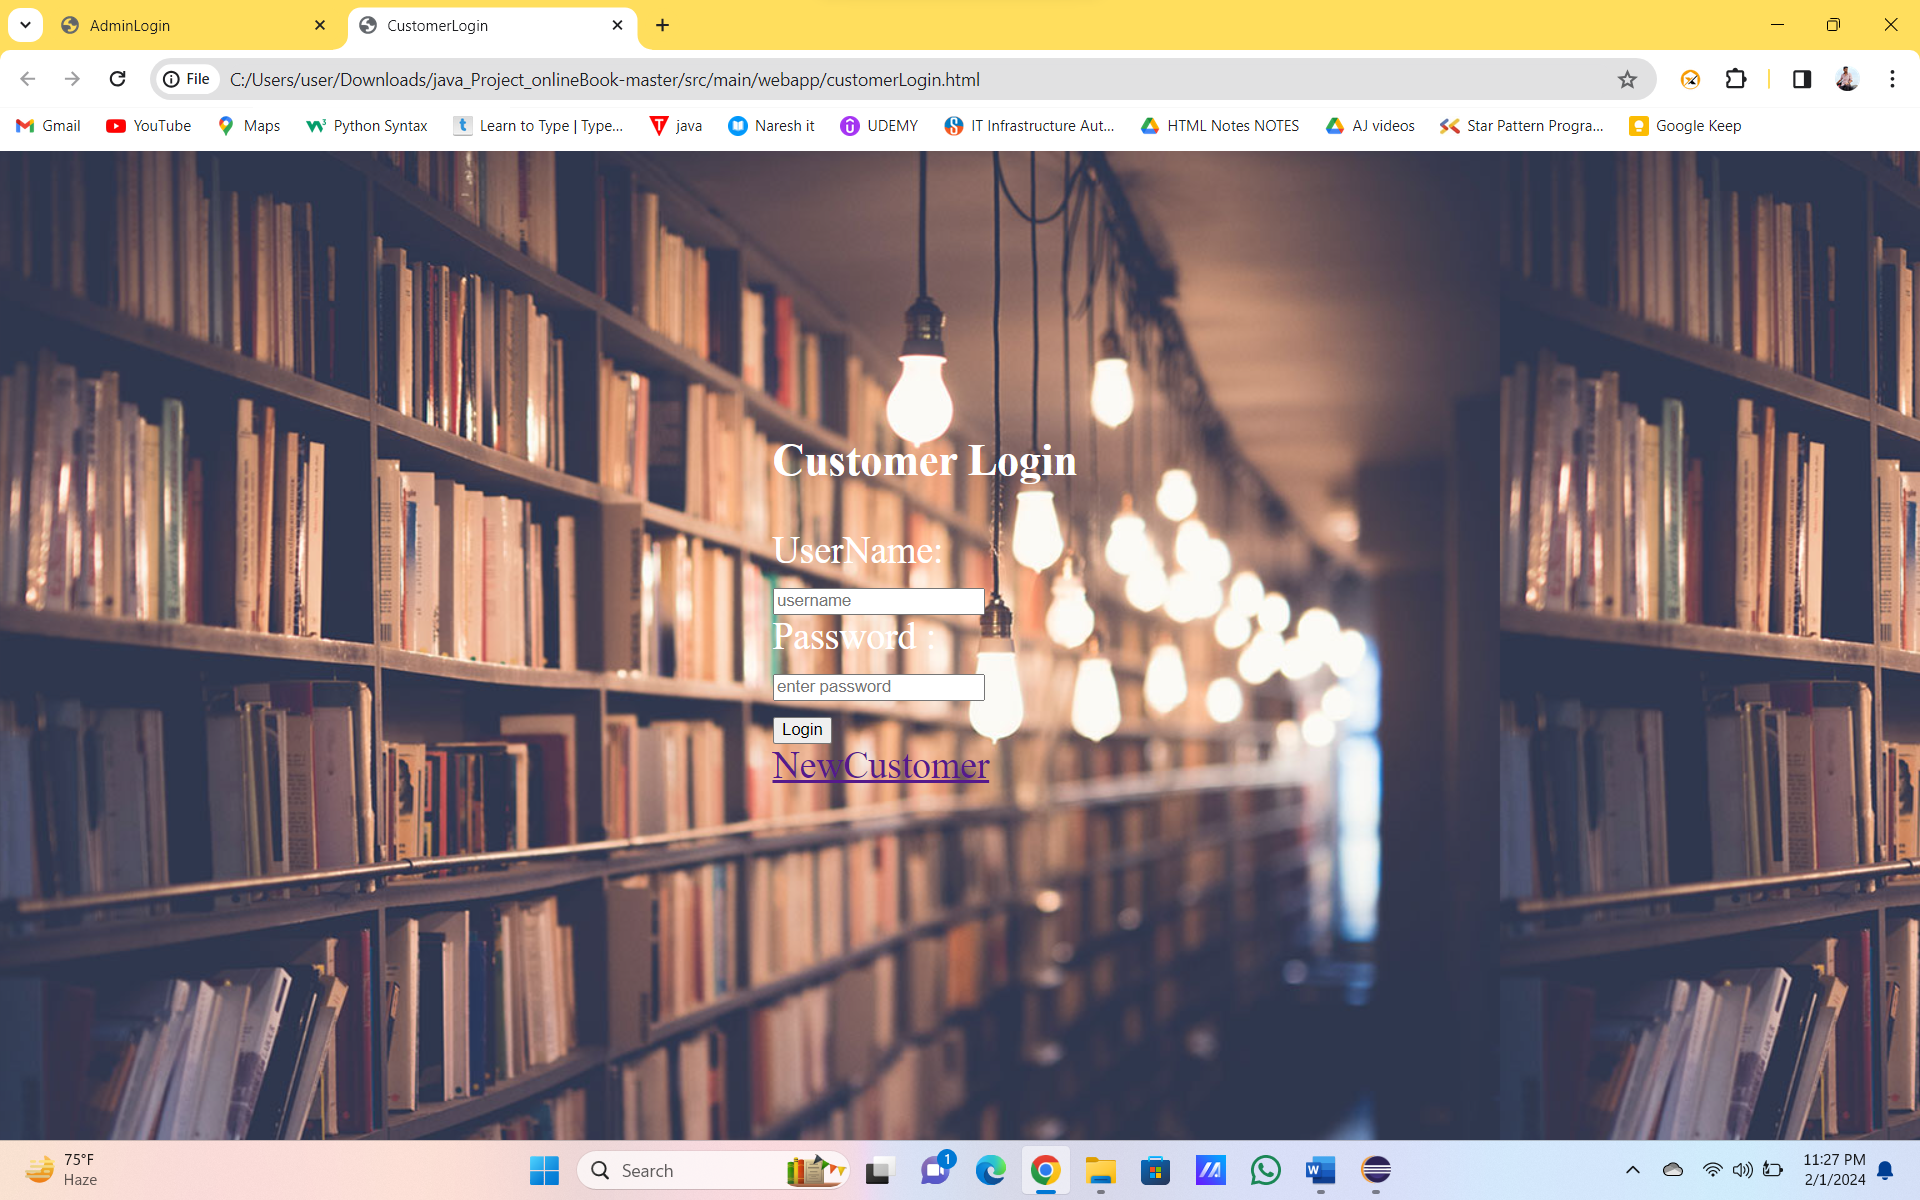 AdminLogin
CustomerLogin
File
C:/Users/user/Downloads/java_Project_onlineBook-master/src/main/webapp/customerLogin.html
Gmail
YouTube
Maps
Python Syntax
Learn to Type | Type...
java
Naresh it
UDEMY
IT Infrastructure Aut...
HTML Notes NOTES
AJ videos
Star Pattern Progra...
Google Keep
Customer Login
UserName:
username
Password :
enter password
Login
NewCustomer
75°F
Haze
Search
1
11:27 PM
2/1/2024